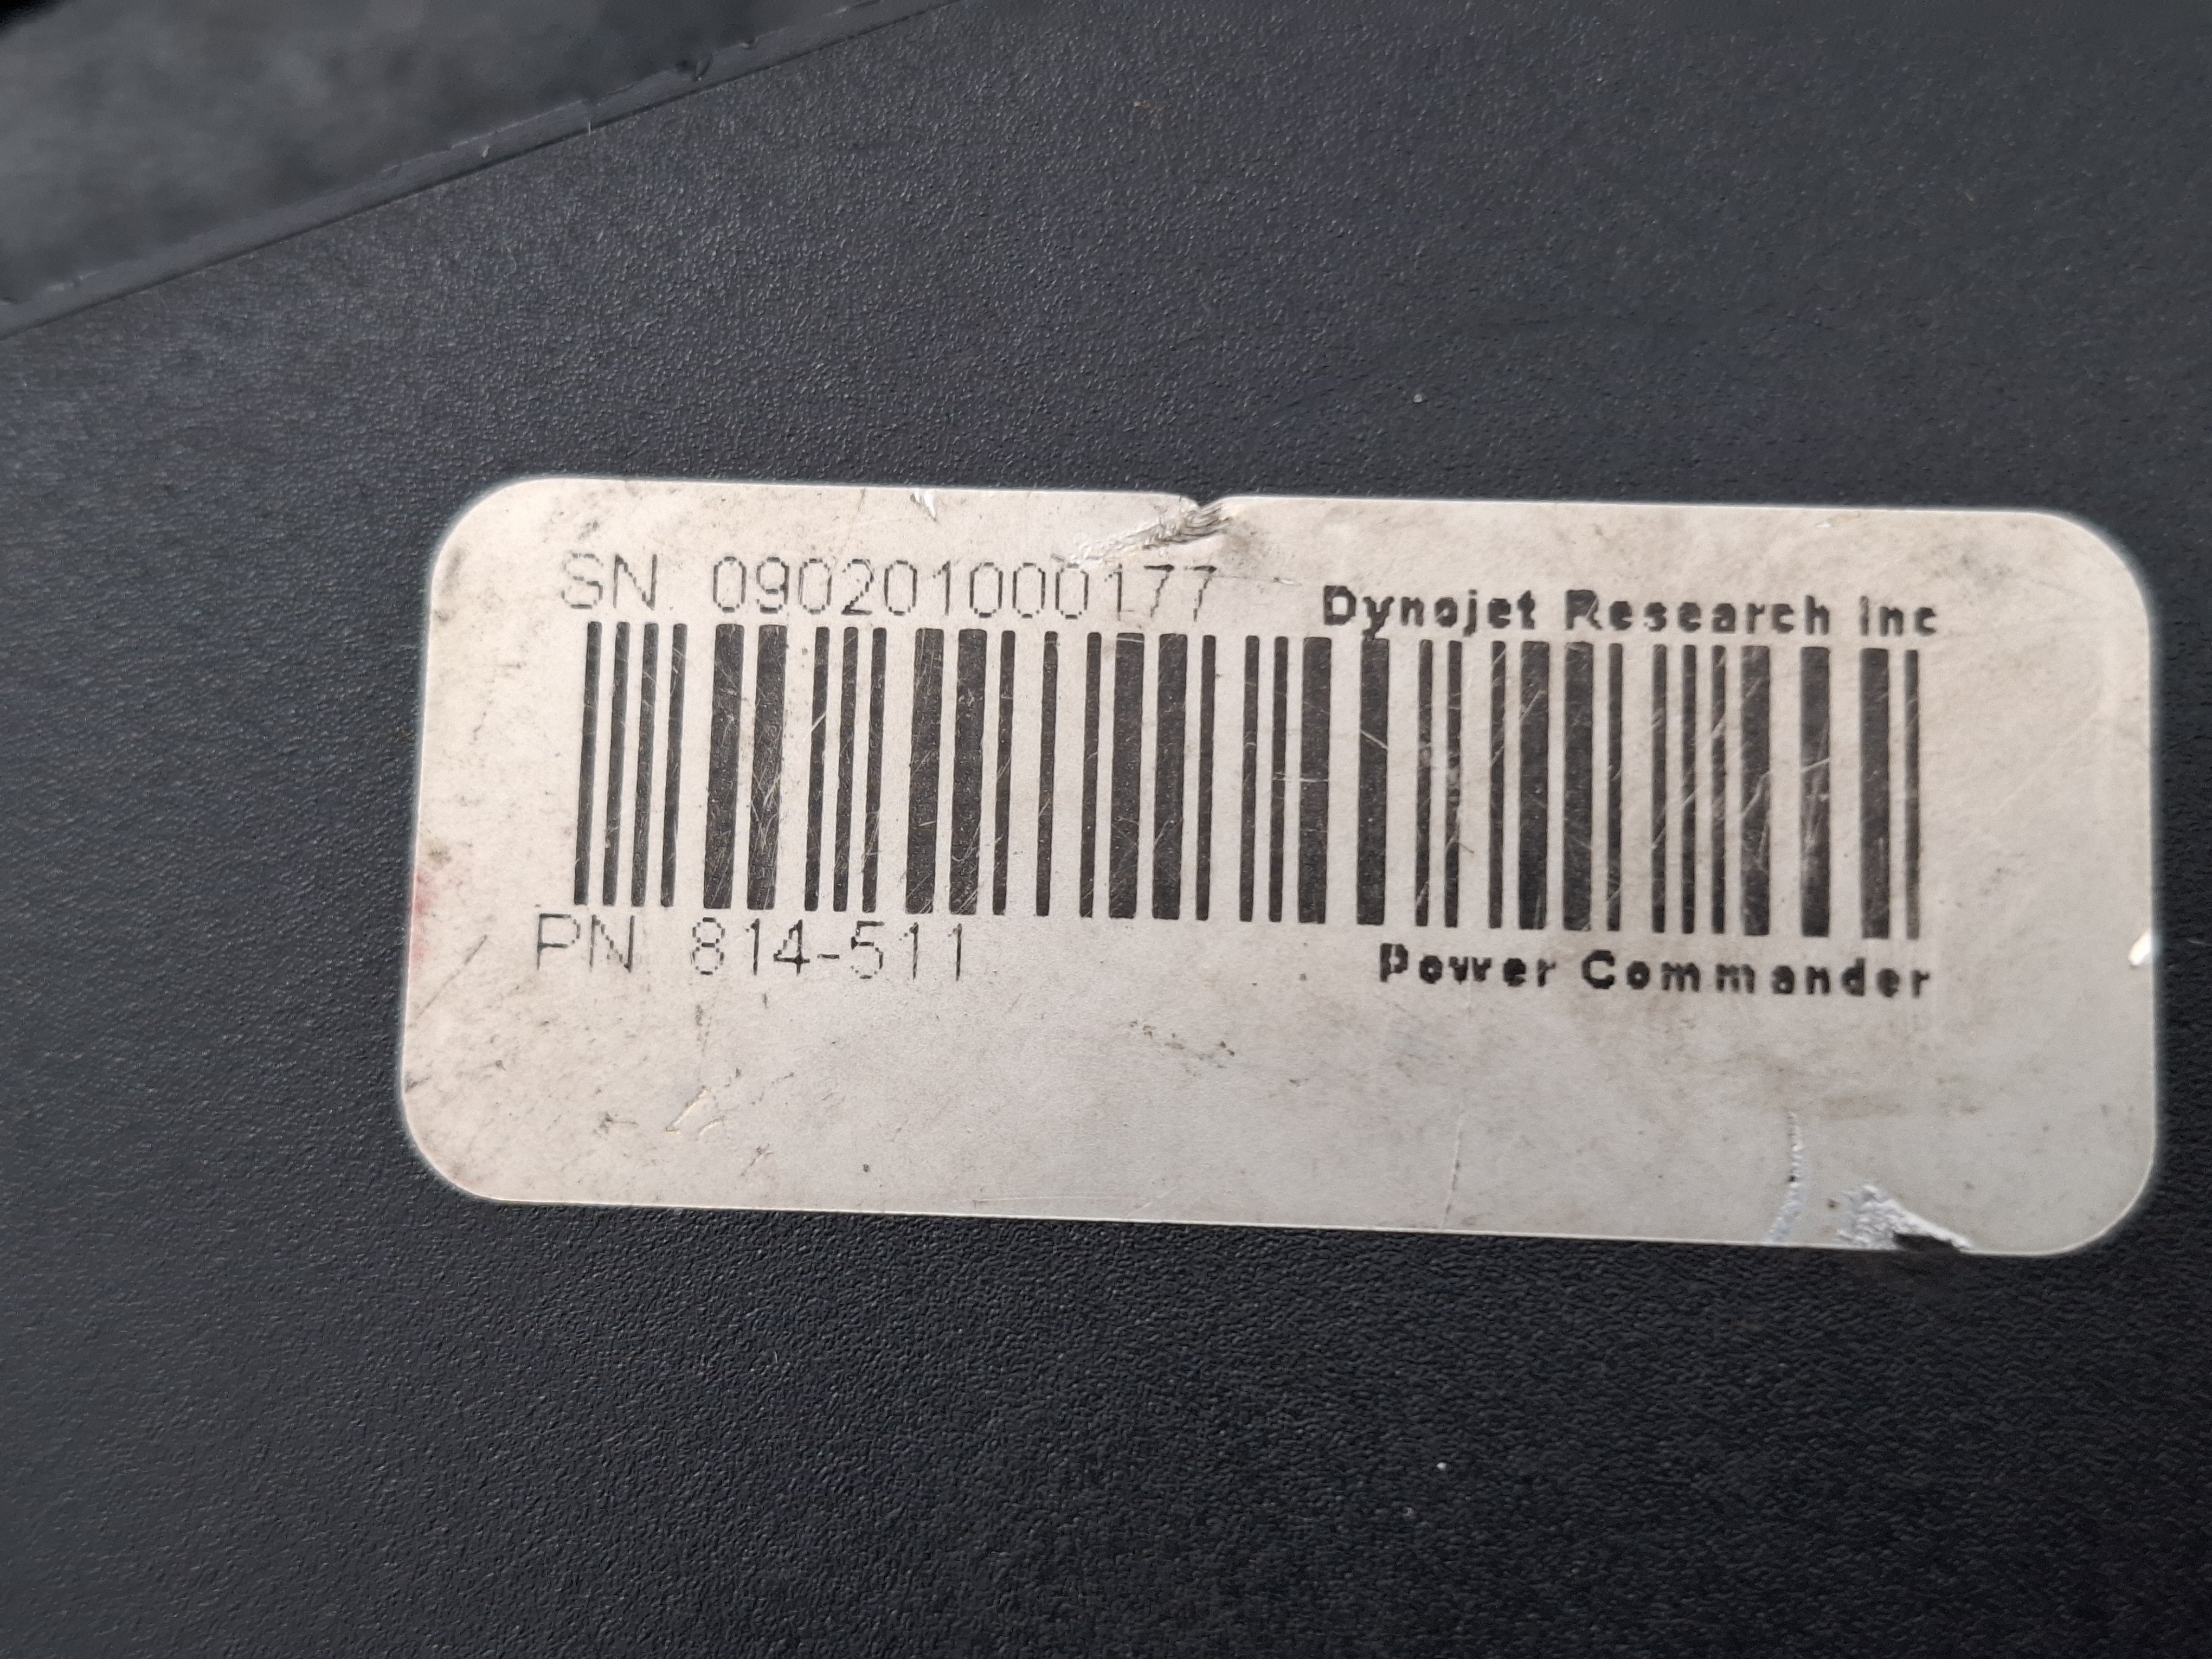 SN 090201000177
Dynojet Research Inc
PN 814-511
Power Commander